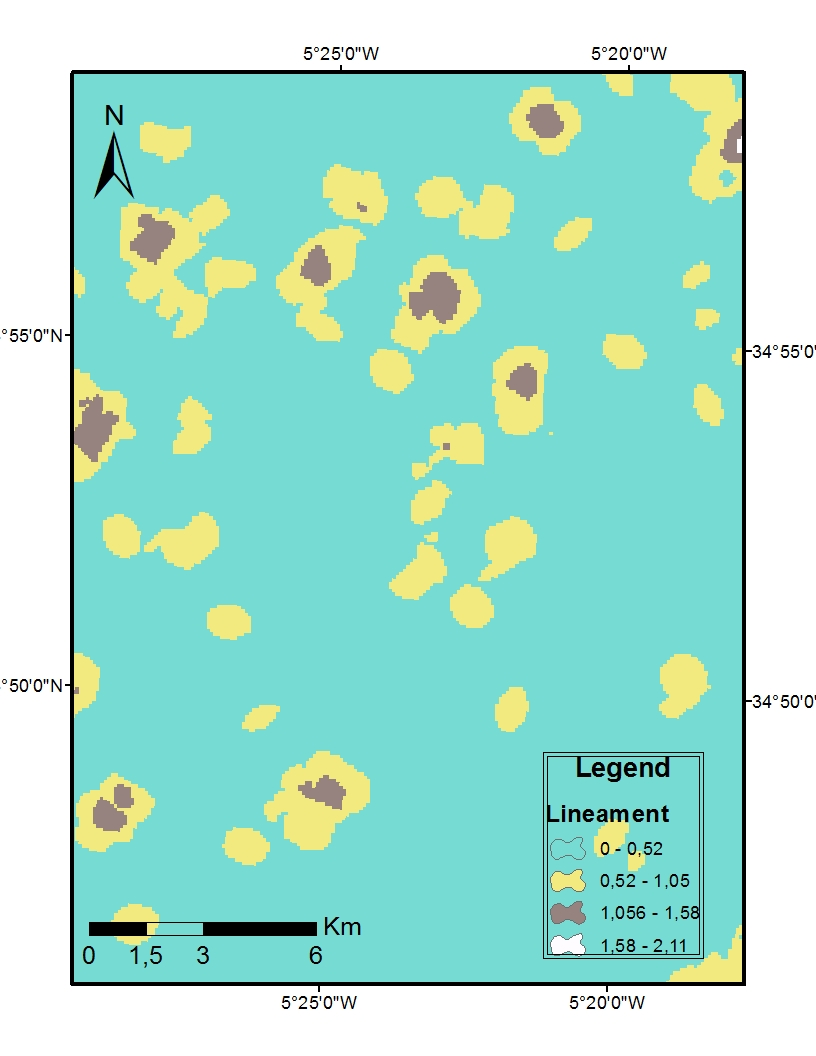 5°25'0"W 5°20'0"W
N
°55'0"N
34°55'0'
°50'0"N
34°50'0'
Legend
Lineament
0 - 0,52
0,52 - 1,05
1,056 - 1,58
1,58 - 2,11
Km
0 1,5 3 6
5°25'0"W 5°20'0"W